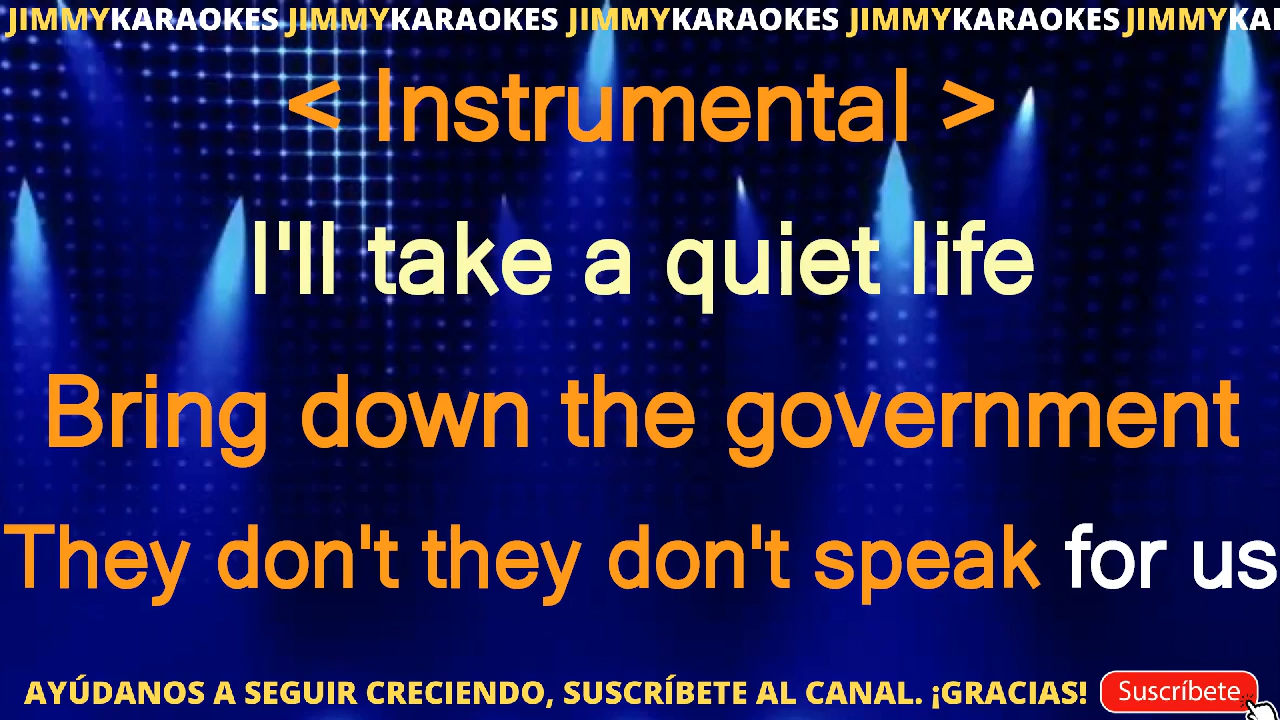 JIMMYKARAOKES JIMMYKARAOKES JIMMYKARAOKES JIMMYKARAOKES JIMMYKA
< Instrumental >
I'll take a quiet life
Bring down the government
They don't they don't speak for us
AYÚDANOS A SEGUIR CRECIENDO, SUSCRÍBETE AL CANAL. ¡GRACIAS! Suscríbete